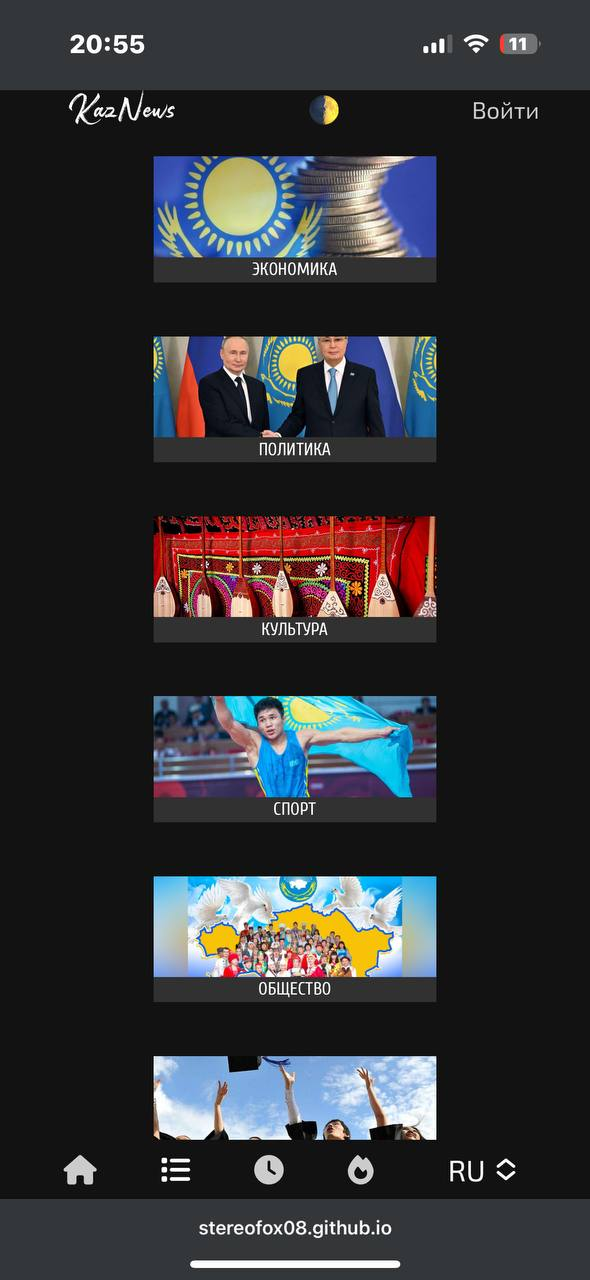 20:55
11
KazNews
Войти
ЭКОНОМИКА
ПОЛИТИКА
КУЛЬТУРА
СПОРТ
ОБЩЕСТВО
RU
stereofox08.github.io